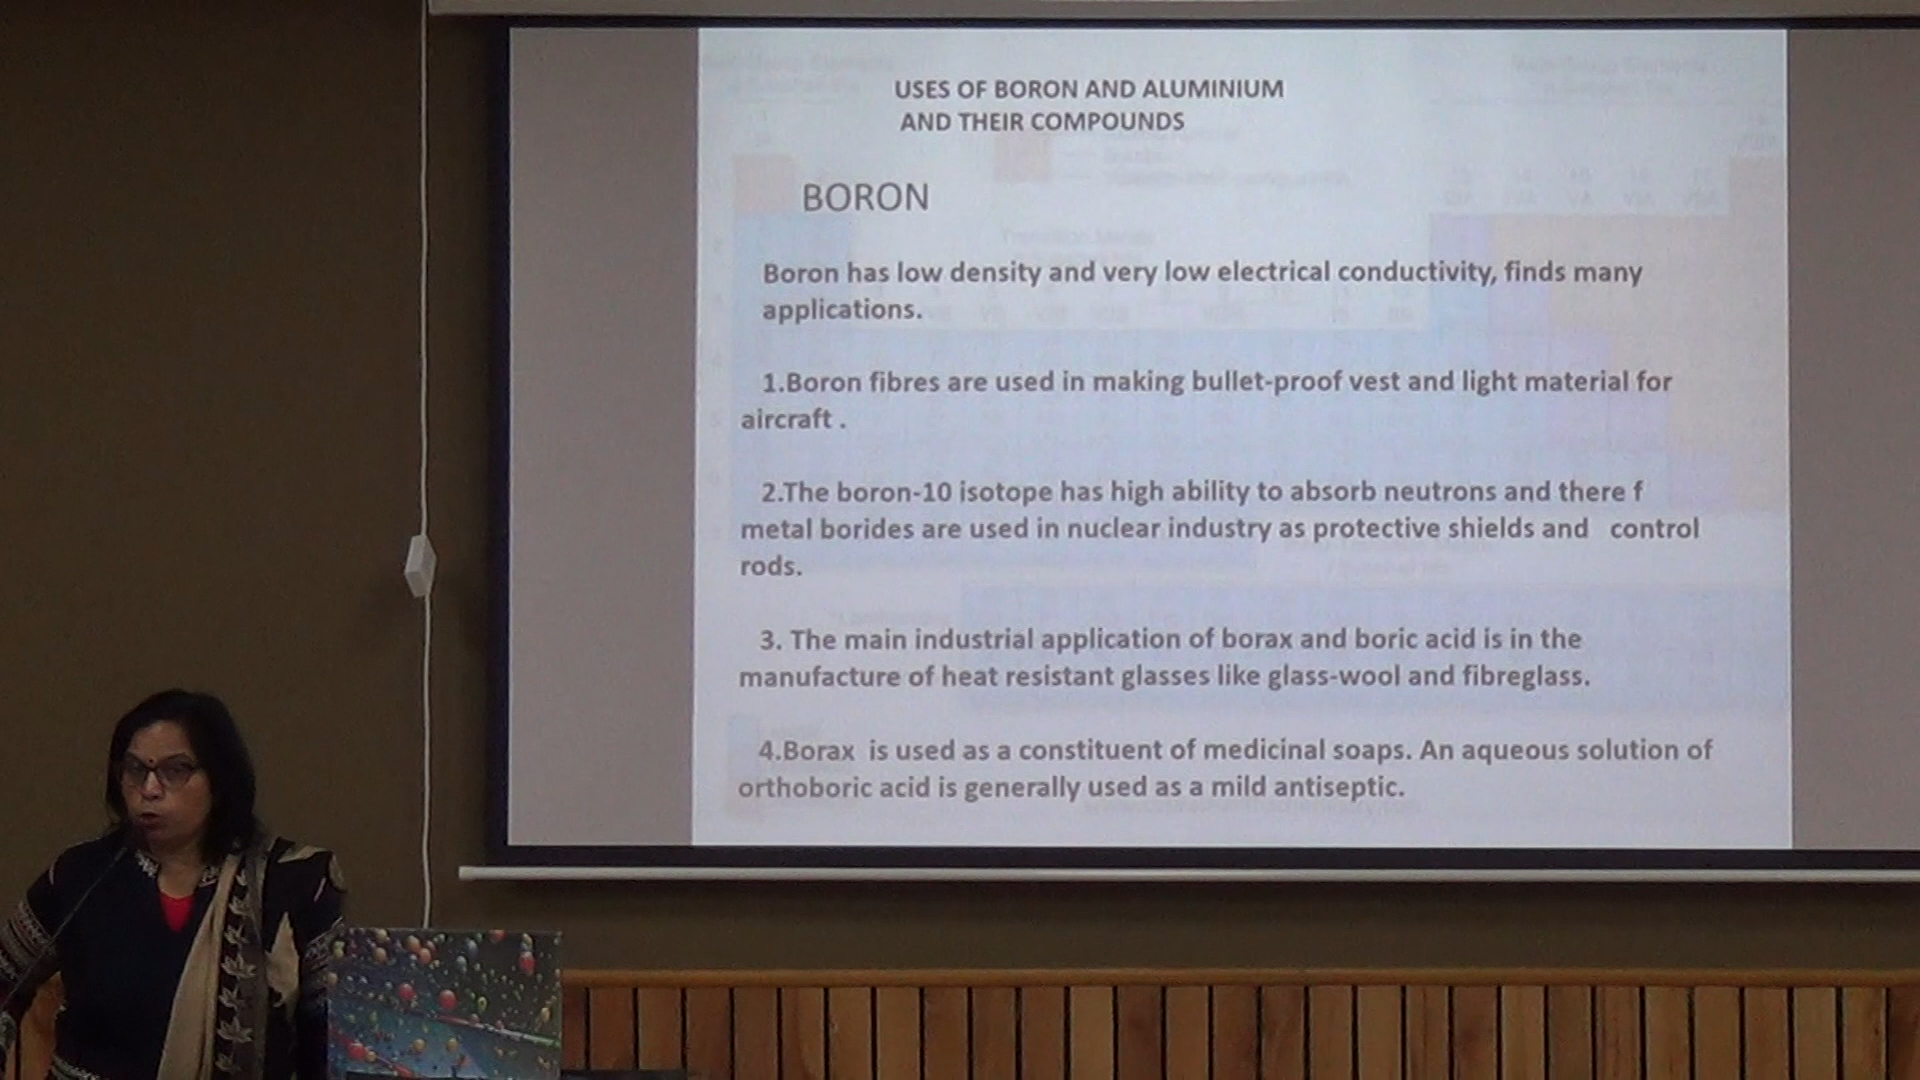 USES OF BORON AND ALUMINIUM
AND THEIR COMPOUNDS
BORON
Boron has low density and very low electrical conductivity, finds many
applications.
1.Boron fibres are used in making bullet-proof vest and light material for
aircraft .
2.The boron-10 isotope has high ability to absorb neutrons and there f
metal borides are used in nuclear industry as protective shields and control
rods.
3. The main industrial application of borax and boric acid is in the
manufacture of heat resistant glasses like glass-wool and fibreglass.
4.Borax is used as a constituent of medicinal soaps. An aqueous solution of
orthoboric acid is generally used as a mild antiseptic.